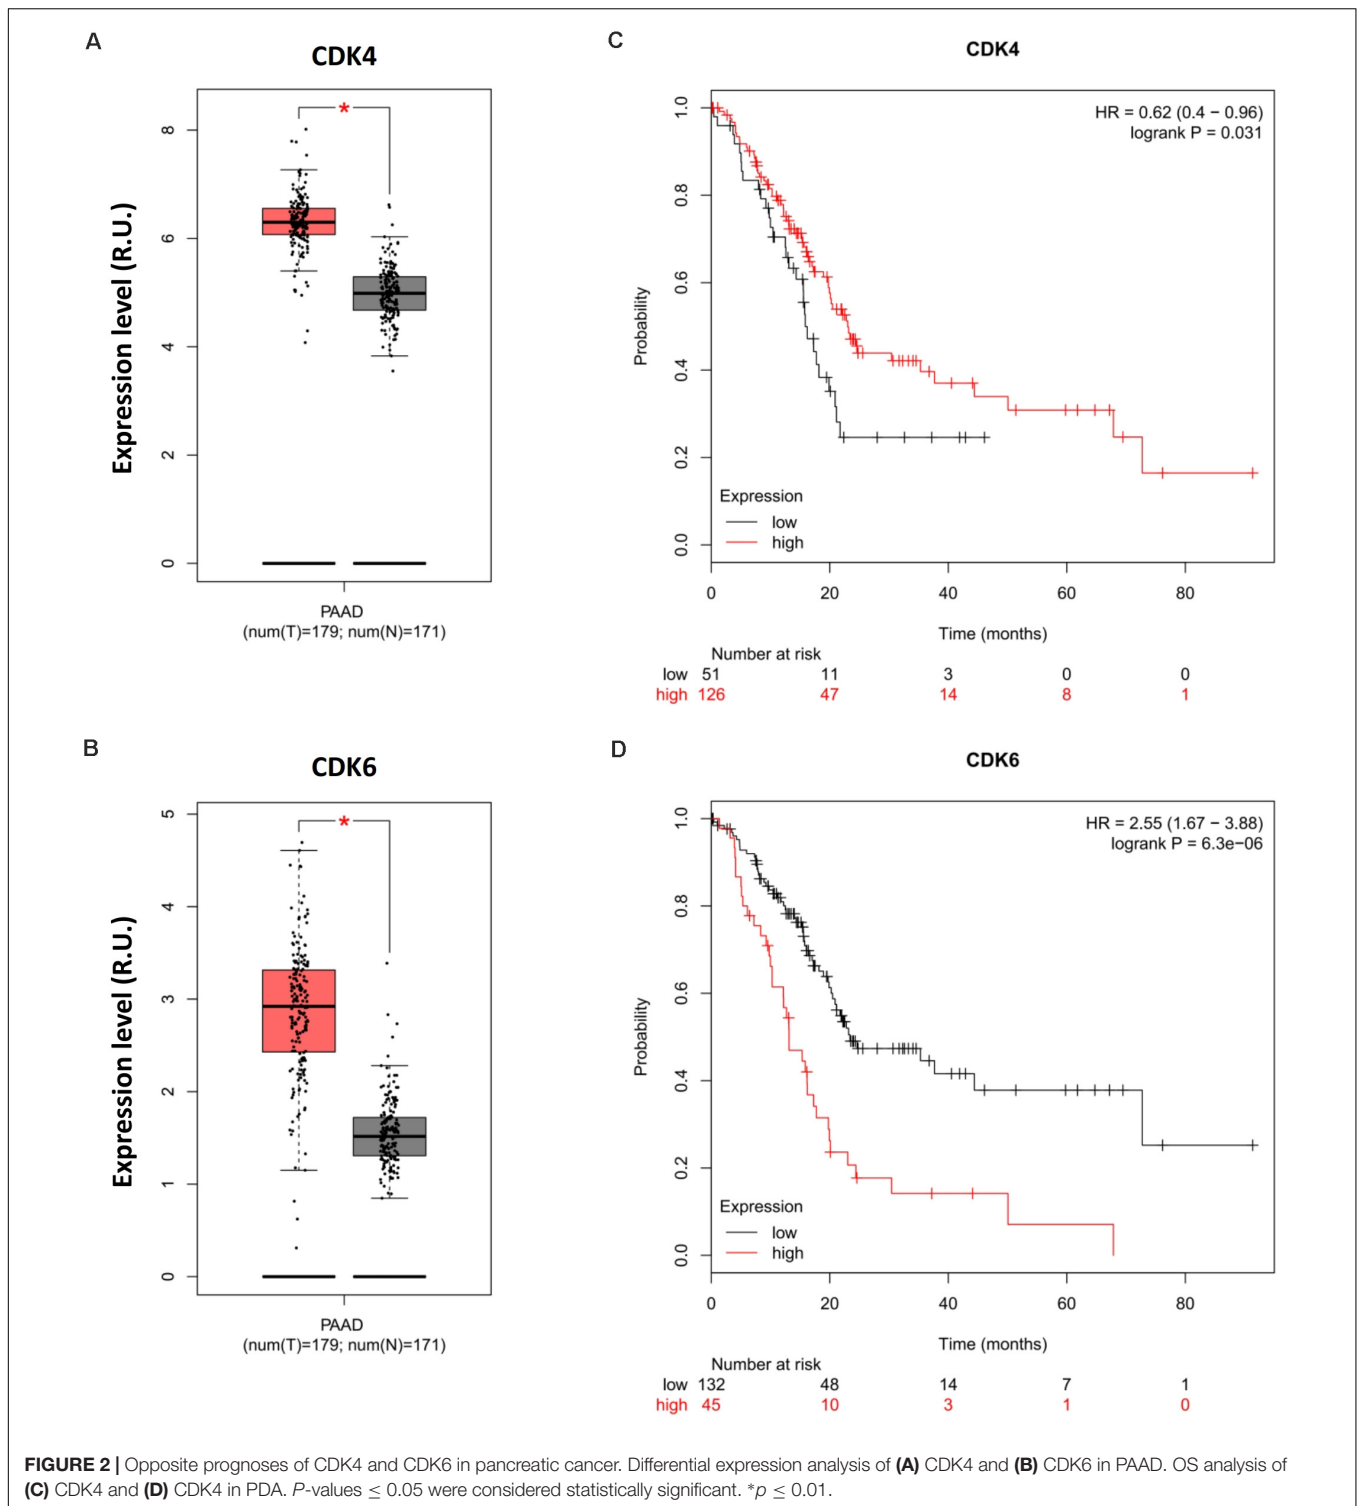 A
CDK4
*
Expression level (R.U.)
8
6
4
2
0
PAAD
(num(T)=179; num(N)=171)
C
CDK4
HR = 0.62 (0.4 − 0.96)
logrank P = 0.031
Probability
1.0
0.8
0.6
0.4
0.2
0.0
Expression
low
high
0 20 40 60 80
Time (months)
Number at risk
low 51 11 3 0 0
high 126 47 14 8 1
B
CDK6
*
Expression level (R.U.)
5
4
3
2
1
0
PAAD
(num(T)=179; num(N)=171)
D
CDK6
HR = 2.55 (1.67 − 3.88)
logrank P = 6.3e−06
Probability
1.0
0.8
0.6
0.4
0.2
0.0
Expression
low
high
0 20 40 60 80
Time (months)
Number at risk
low 132 48 14 7 1
high 45 10 3 1 0
FIGURE 2 | Opposite prognoses of CDK4 and CDK6 in pancreatic cancer. Differential expression analysis of (A) CDK4 and (B) CDK6 in PAAD. OS analysis of
(C) CDK4 and (D) CDK4 in PDA. P-values ≤ 0.05 were considered statistically significant. *p ≤ 0.01.